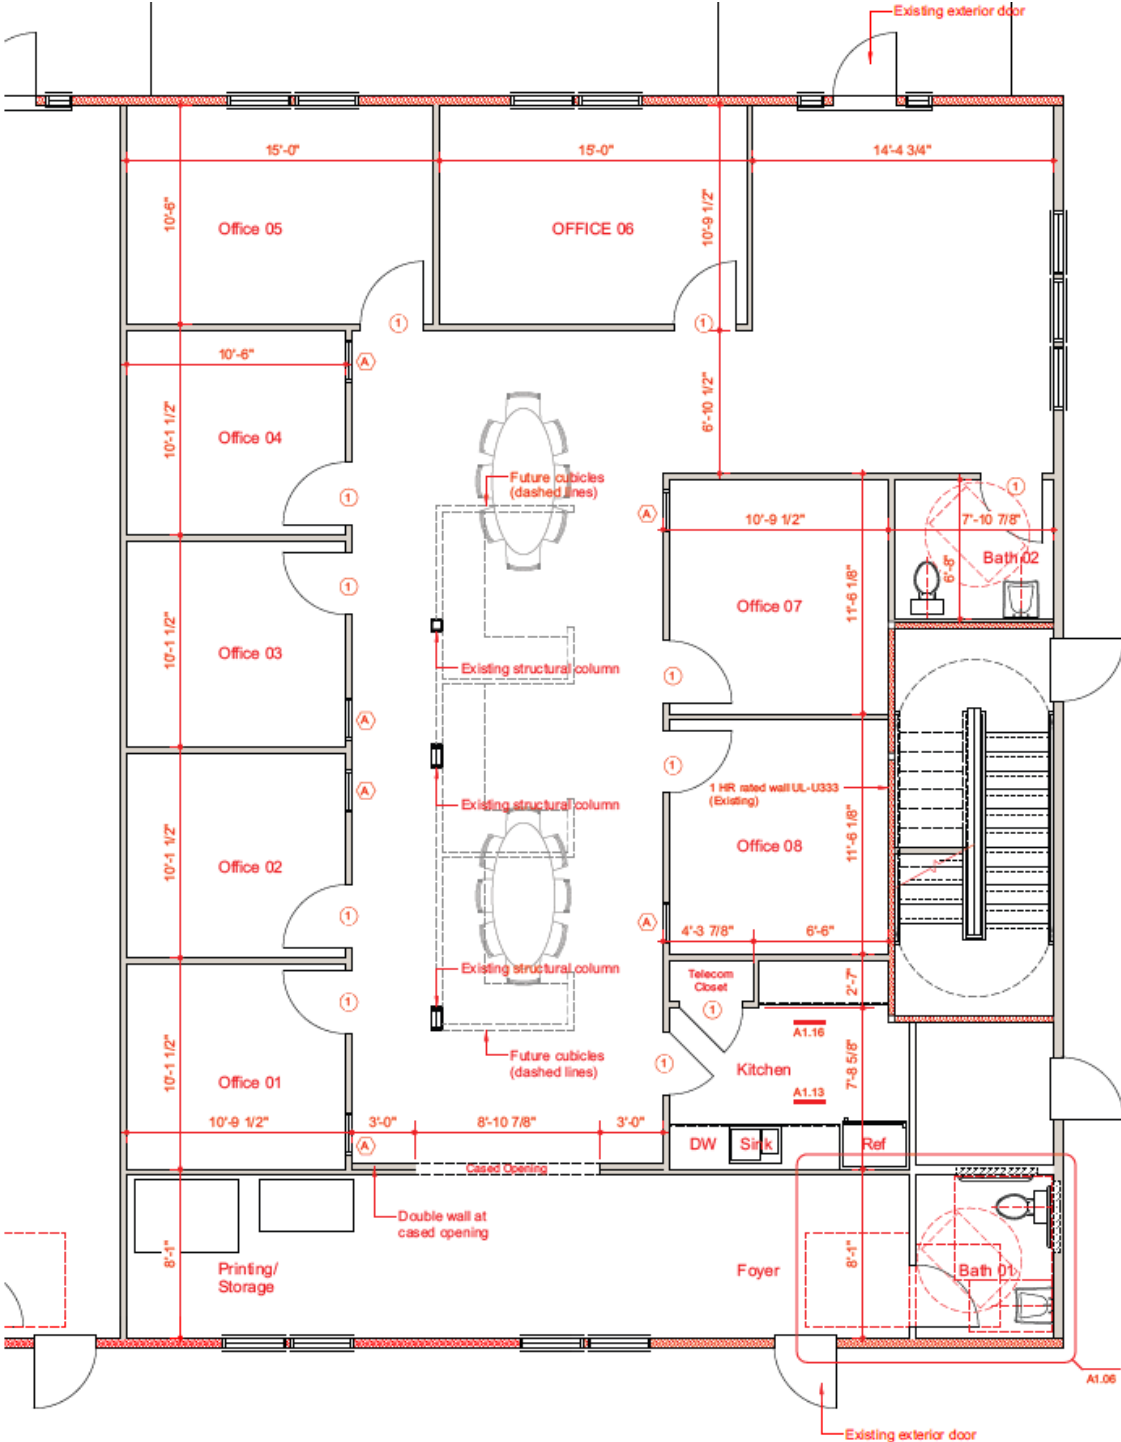 Existing exterior door
15'-0"
15'-0"
14'-4 3/4"
10'-6"
Office 05
OFFICE 06
10'-9 1/2"
1
1
10'-6"
A
6'-10 1/2"
10'-1 1/2"
Office 04
Future cubicles
(dashed lines)
1
A
10'-9 1/2"
1
7'-10 7/8"
Bath 02
6'-8"
1
11'-6 1/8"
Office 07
10'-1 1/2"
Office 03
Existing structural column
1
A
1
1 HR rated wall UL-U333
(Existing)
A
Existing structural column
10'-1 1/2"
Office 02
Office 08
11'-6 1/8"
1
A
4'-3 7/8"
6'-6"
Existing structural column
Telecom
Closet
2'-7"
1
1
A1.16
Future cubicles
(dashed lines)
1
Kitchen
7'-8 5/8"
10'-1 1/2"
Office 01
A1.13
10'-9 1/2"
3'-0"
8'-10 7/8"
3'-0"
A
DW
Sink
Ref
Cased Opening
Double wall at
cased opening
8'-1"
Printing/
Storage
Foyer
8'-1"
Bath 01
A1.06
Existing exterior door